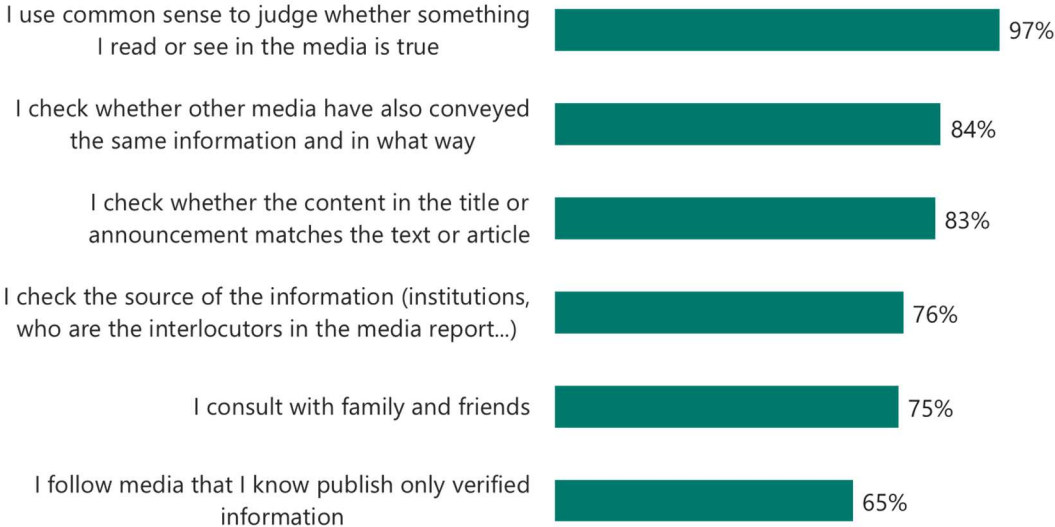 I use common sense to judge whether something
I read or see in the media is true
97%
I check whether other media have also conveyed
the same information and in what way
84%
I check whether the content in the title or
announcement matches the text or article
83%
I check the source of the information (institutions,
who are the interlocutors in the media report...)
76%
I consult with family and friends
75%
I follow media that I know publish only verified
information
65%